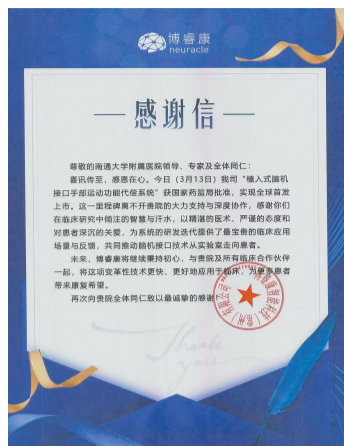 博睿康
neuracle
感谢信
尊敬的南通大学附属医院领导、专家及全体同仁：
喜讯传至，感恩在心。今日（3月13日）我司“植入式脑机
接口手部运动功能代偿系统”获国家药监局批准，实现全球首发
上市。这一里程碑离不开贵院的大力支持与深度协作，感谢你们
在临床研究中倾注的智慧与汗水，以精湛的医术、严谨的态度和
对患者深沉的关爱，为系统的研发迭代提供了最宝贵的临床应用
场景与反馈，共同推动脑机接口技术从实验室走向患者。
未来，博睿康将继续秉持初心，与贵院及所有临床合作伙伴
一起，将这项变革性技术更快、更好地应用于临床，为更多患者
带来康复希望。
再次向贵院全体同仁致以最诚挚的感谢！
Thank
you